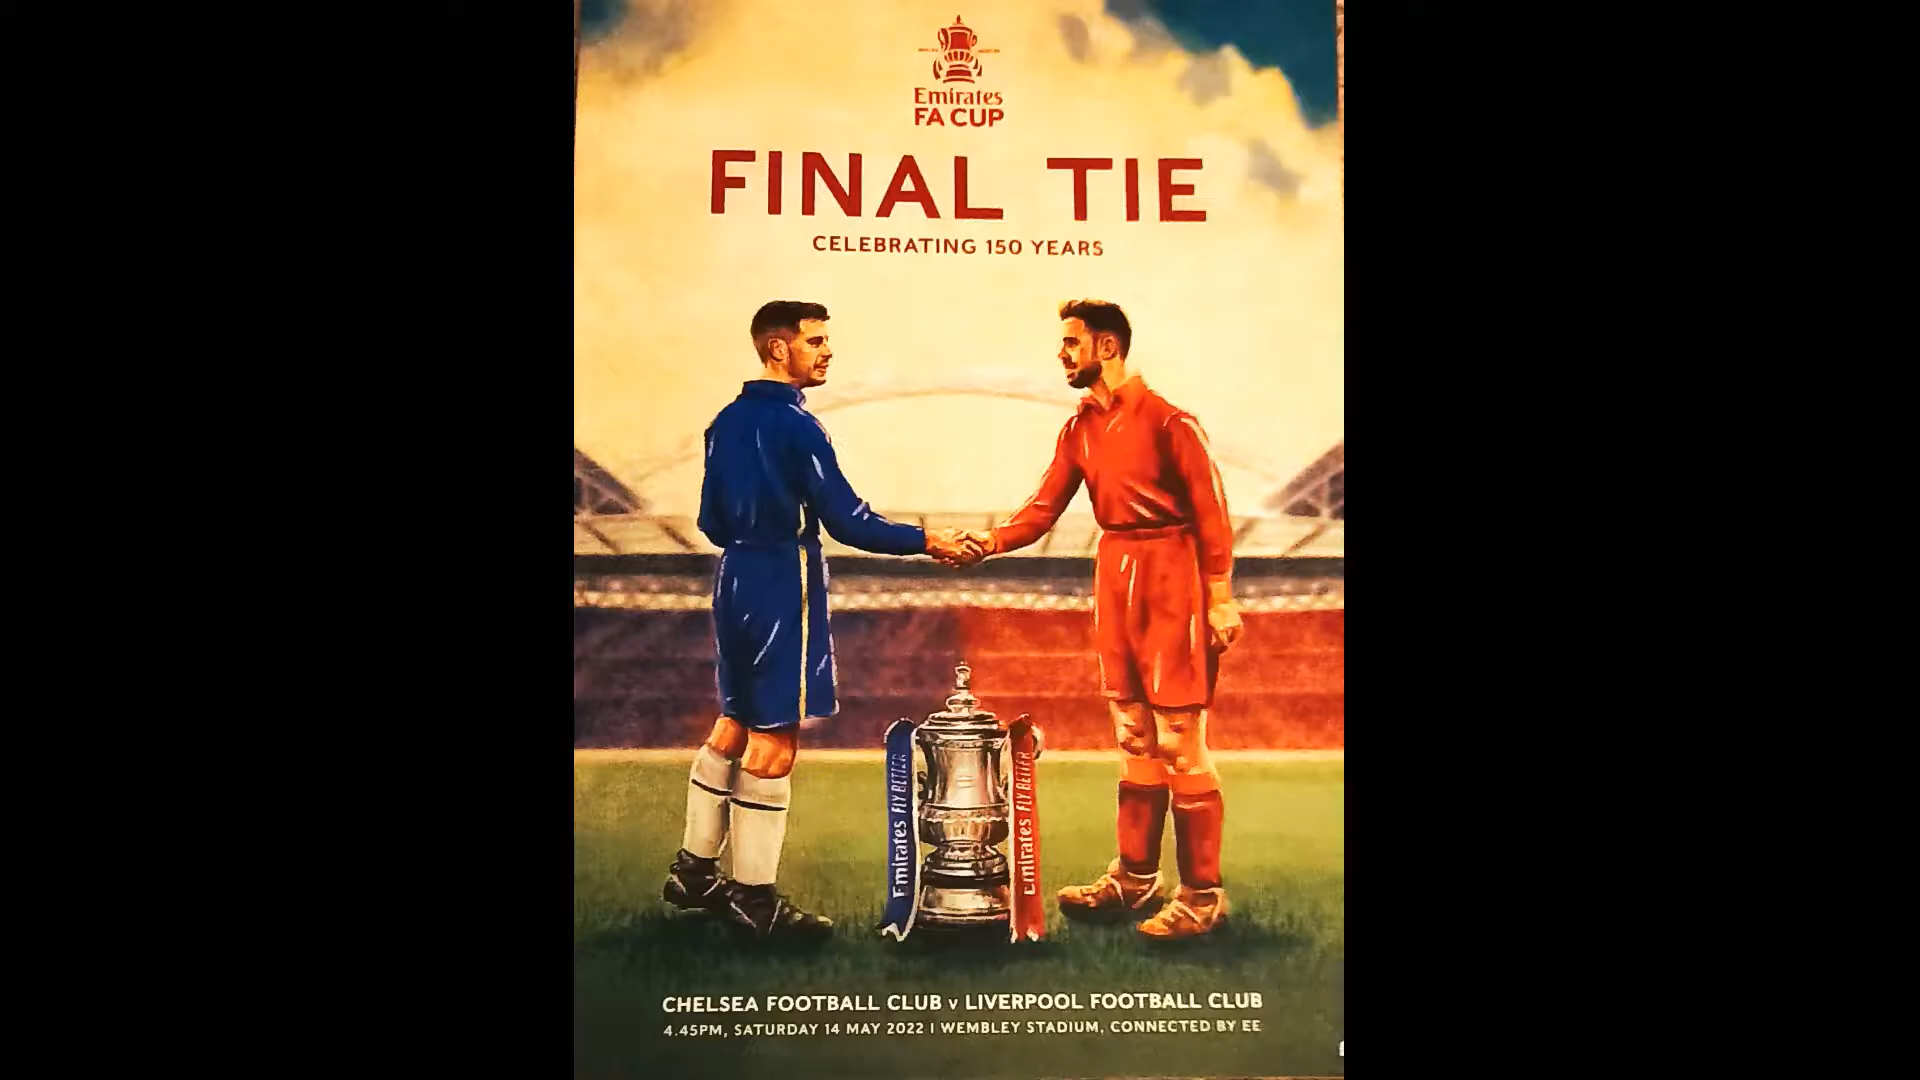 Emirates
FA CUP
FINAL TIE
CELEBRATING 150 YEARS
Emirates FLY BETTER
Emirates FLY BETTER
CHELSEA FOOTBALL CLUB v LIVERPOOL FOOTBALL CLUB
4.45PM, SATURDAY 14 MAY 2022 | WEMBLEY STADIUM, CONNECTED BY EE